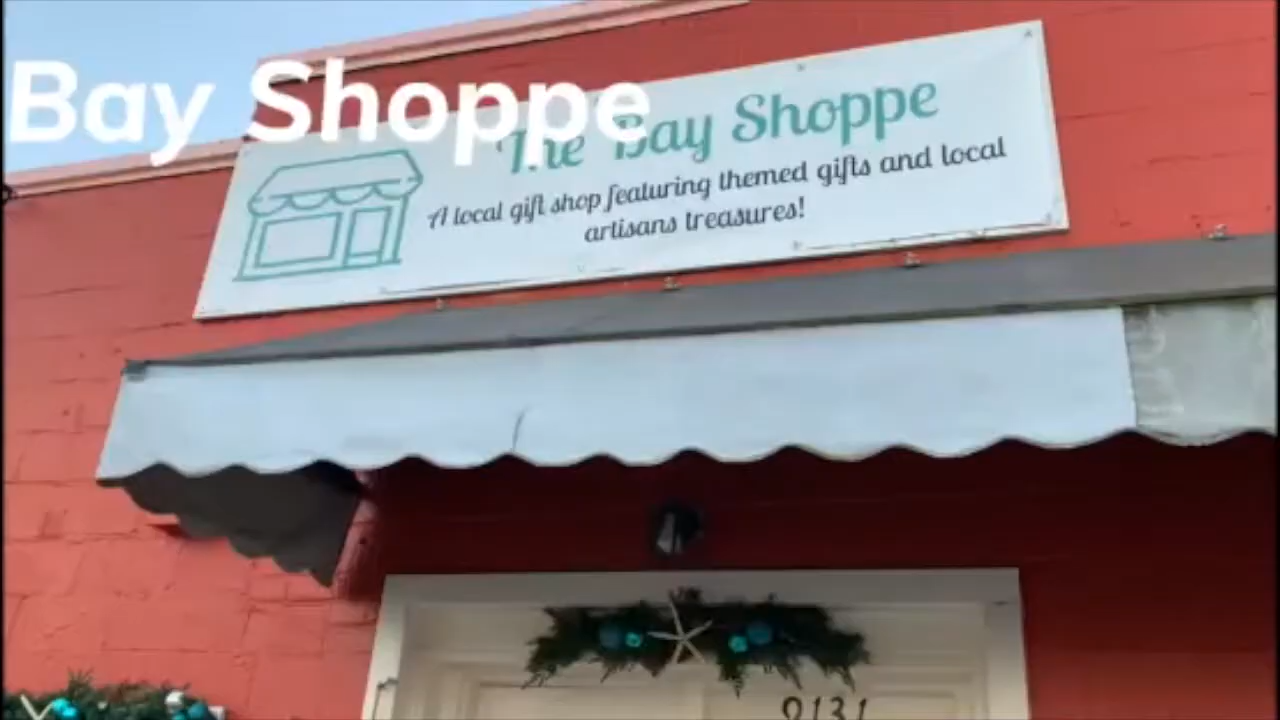 Bay Shoppe
The Bay Shoppe
A local gift shop featuring themed gifts and local
artisans treasures!
9131